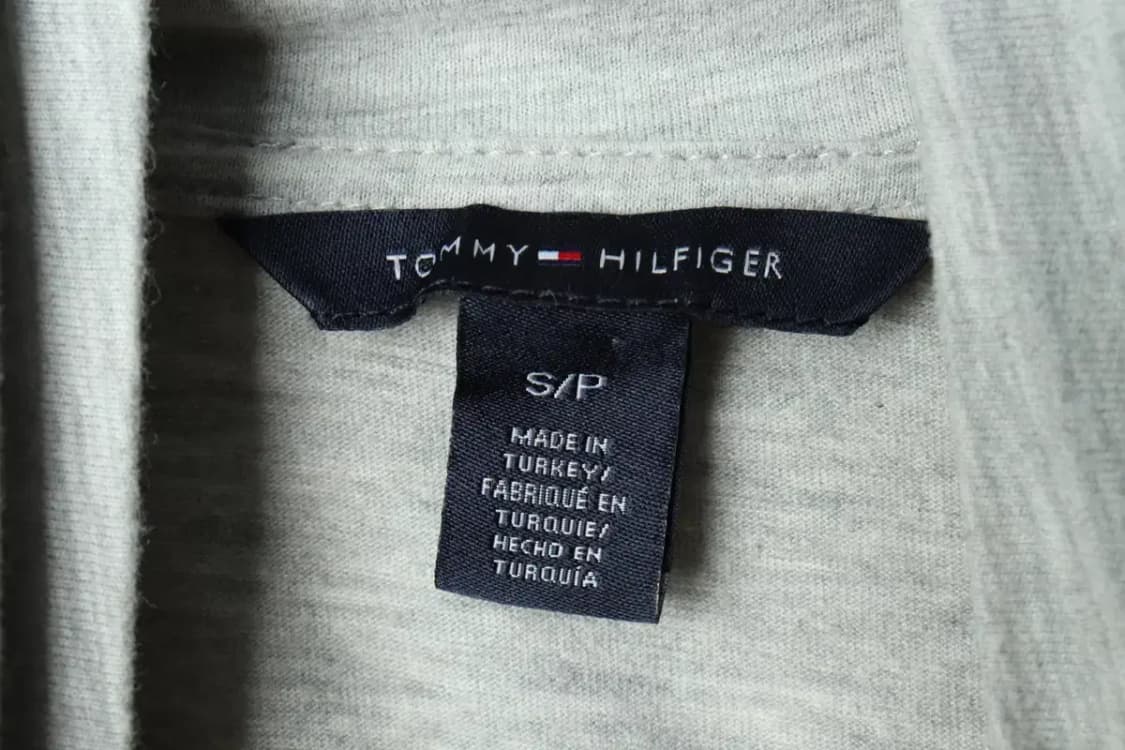 TOMMY HILFIGER
S/P
MADE IN
TURKEY/
FABRIQUÉ EN
TURQUIE/
HECHO EN
TURQUÍA